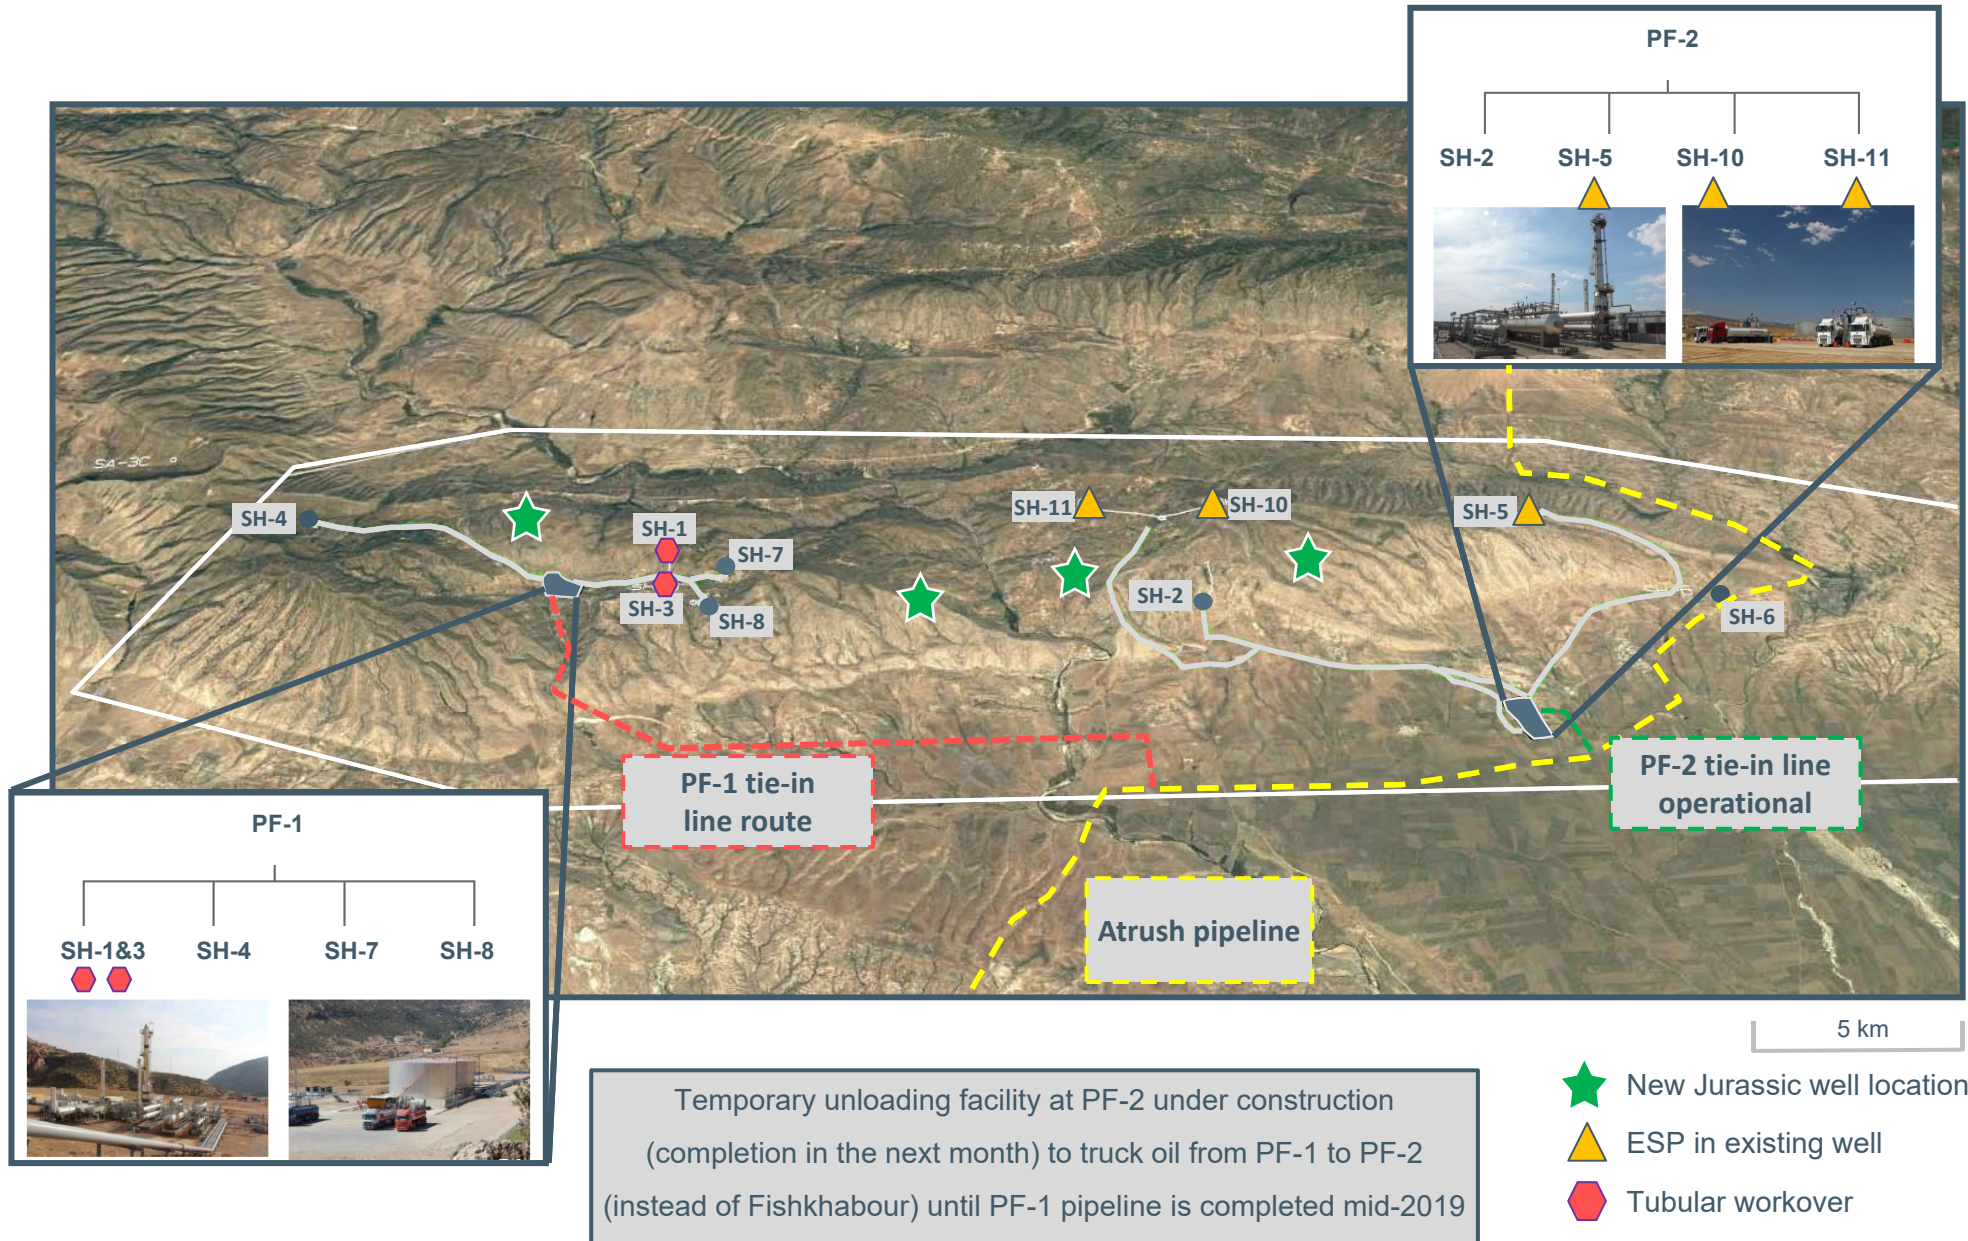 PF-2
SH-2 SH-5 SH-10 SH-11
SA-3C
SH-4
SH-1
SH-7
SH-3
SH-8
SH-11
SH-10
SH-2
SH-5
SH-6
PF-1 tie-in
line route
PF-2 tie-in line
operational
Atrush pipeline
PF-1
SH-1&3 SH-4 SH-7 SH-8
Temporary unloading facility at PF-2 under construction
(completion in the next month) to truck oil from PF-1 to PF-2
(instead of Fishkhabour) until PF-1 pipeline is completed mid-2019
5 km
New Jurassic well location
ESP in existing well
Tubular workover